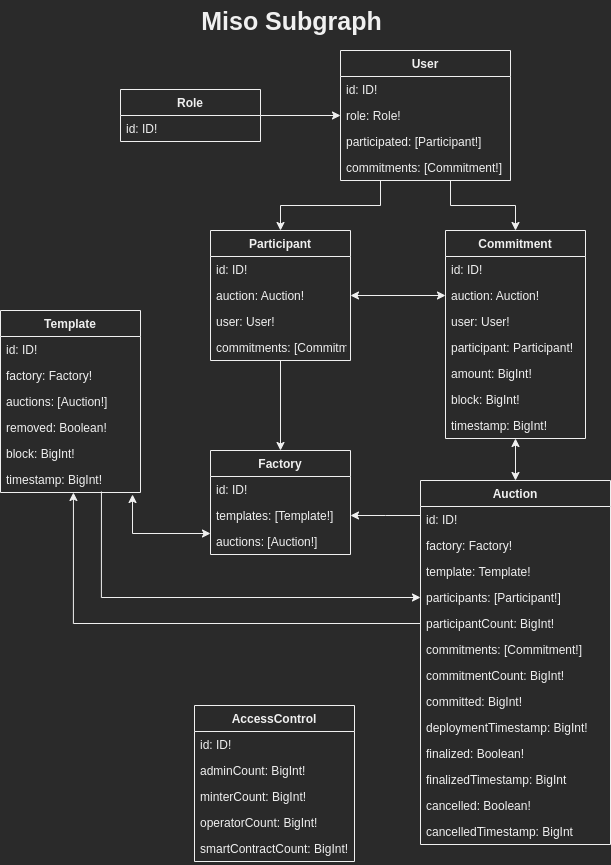 Miso Subgraph
User
id: ID!
role: Role!
participated: [Participant!]
commitments: [Commitment!]
Role
id: ID!
Participant
id: ID!
auction: Auction!
user: User!
commitments: [Commitm
Commitment
id: ID!
auction: Auction!
user: User!
participant: Participant!
amount: BigInt!
block: BigInt!
timestamp: BigInt!
Template
id: ID!
factory: Factory!
auctions: [Auction!]
removed: Boolean!
block: BigInt!
timestamp: BigInt!
Factory
id: ID!
templates: [Template!]
auctions: [Auction!]
Auction
id: ID!
factory: Factory!
template: Template!
participants: [Participant!]
participantCount: BigInt!
commitments: [Commitment!]
commitmentCount: BigInt!
committed: BigInt!
deploymentTimestamp: BigInt!
finalized: Boolean!
finalizedTimestamp: BigInt
cancelled: Boolean!
cancelledTimestamp: BigInt
AccessControl
id: ID!
adminCount: BigInt!
minterCount: BigInt!
operatorCount: BigInt!
smartContractCount: BigInt!